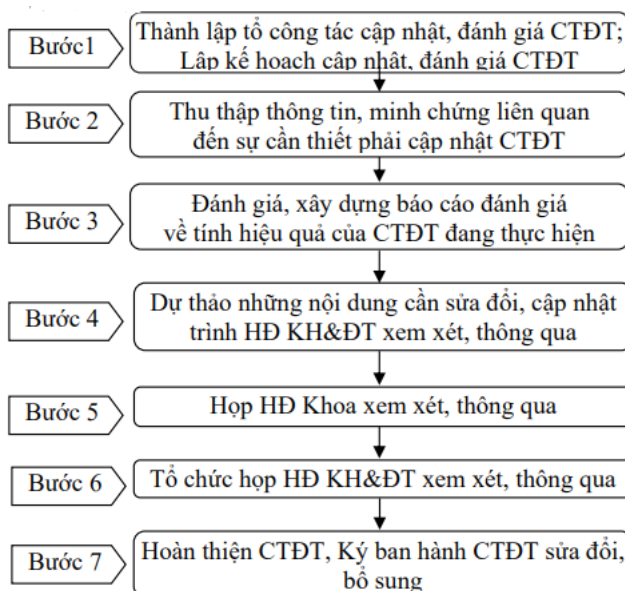 Bước1
Thành lập tổ công tác cập nhật, đánh giá CTĐT;
Lập kế hoạch cập nhật, đánh giá CTĐT
Bước 2
Thu thập thông tin, minh chứng liên quan
đến sự cần thiết phải cập nhật CTĐT
Bước 3
Đánh giá, xây dựng báo cáo đánh giá
về tính hiệu quả của CTĐT đang thực hiện
Bước 4
Dự thảo những nội dung cần sửa đổi, cập nhật
trình HĐ KH&ĐT xem xét, thông qua
Bước 5
Họp HĐ Khoa xem xét, thông qua
Bước 6
Tổ chức họp HĐ KH&ĐT xem xét, thông qua
Bước 7
Hoàn thiện CTĐT, Ký ban hành CTĐT sửa đổi,
bổ sung